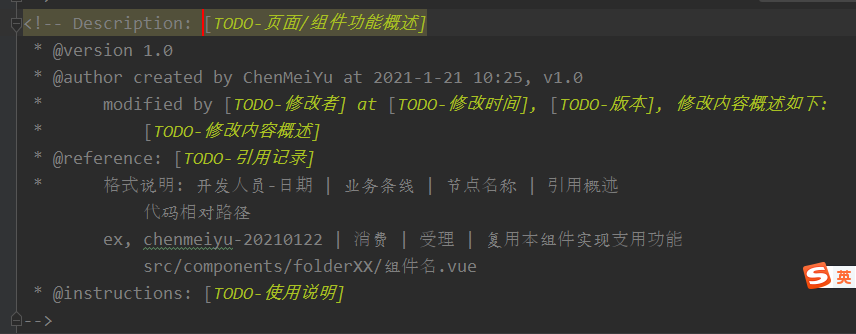 <!-- Description: [TODO-页面/组件功能概述]
* @version 1.0
* @author created by ChenMeiYu at 2021-1-21 10:25, v1.0
* modified by [TODO-修改者] at [TODO-修改时id], [TODO-版本], 修改内容概述如下:
* [TODO-修改内容概述]
* @reference: [TODO-引用记录]
* 格式说明: 开发人员-日期 | 业务条线 | 节点名称 | 引用概述
代码相对路径
ex, chenmeiyu-20210122 | 消费 | 受理 | 复用本组件实现支用功能
src/components/folderXX/组件名.vue
* @instructions: [TODO-使用说明]
-->
S英